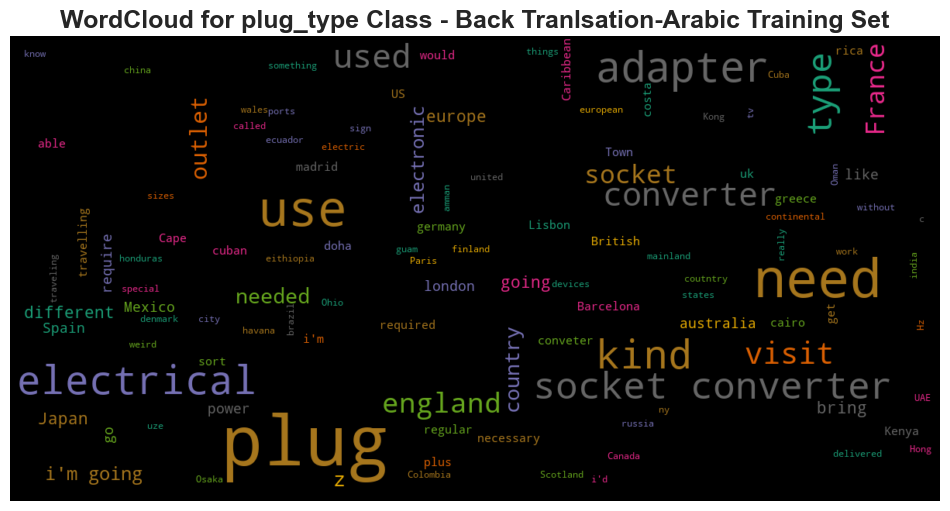 WordCloud for plug_type Class - Back Tranlsation-Arabic Training Set
know
china
something
used
would
things
Caribbean
adapter
Cuba
type
rica
France
US
wales
ports
called
ecuador
sign
electric
able
outlet
europe
electronic
european
costa
Kong
tv
madrid
united
amman
Town
socket
converter
uk
Oman
like
greece
continental
without
c
sizes
use
germany
Lisbon
travelling
require
Cape
cuban
doha
guam
finland
British
mainland
really
work
india
honduras
eithiopia
Paris
traveling
special
needed
Ohio
london
going
devices
countntry
states
need
different
Mexico
Barcelona
Spain
denmark
city
havana
brazil
i'm
required
australia
cairo
get
Hz
weird
sort
country
conveter
kind
visit
electrical
power
england
socket converter
UAE
Japan
go
uze
plug
regular
necessary
ny
russia
bring
Kenya
Hong
i'm going
Osaka
z
plus
Colombia
Scotland
i'd
Canada
delivered